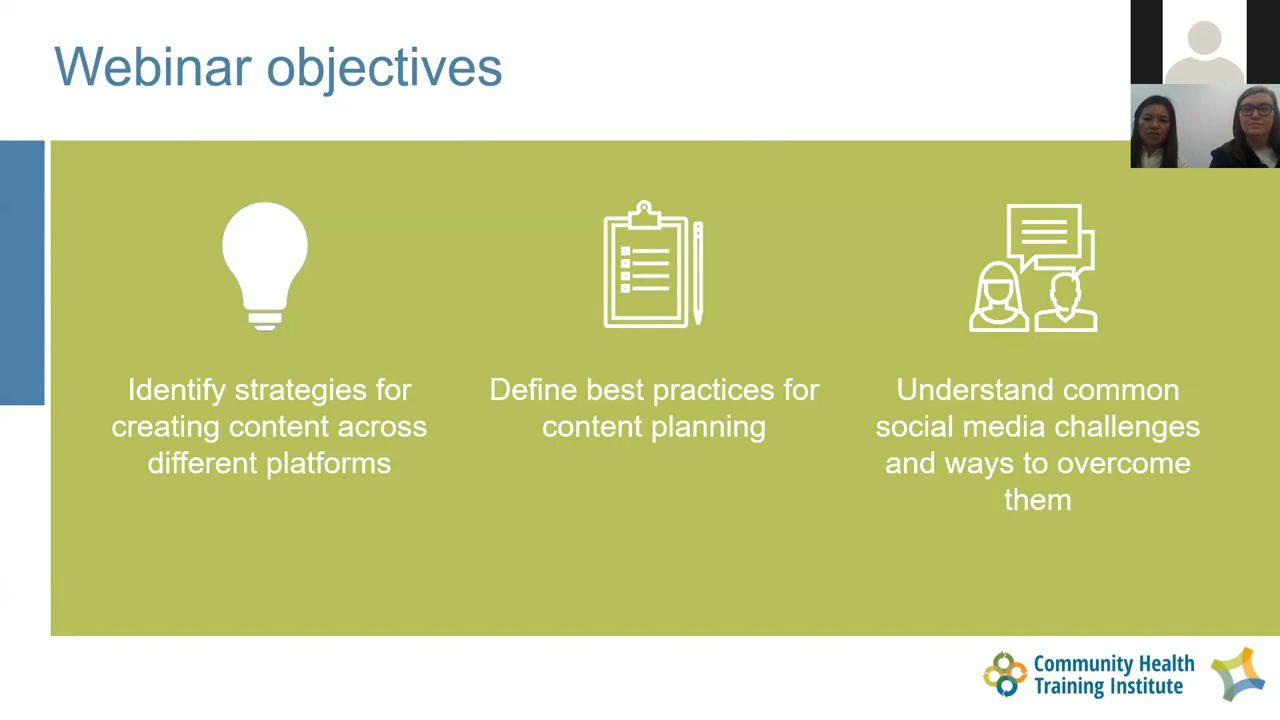 Webinar objectives
Identify strategies for
creating content across
different platforms
Define best practices for
content planning
Understand common
social media challenges
and ways to overcome
them
Community Health
Training Institute